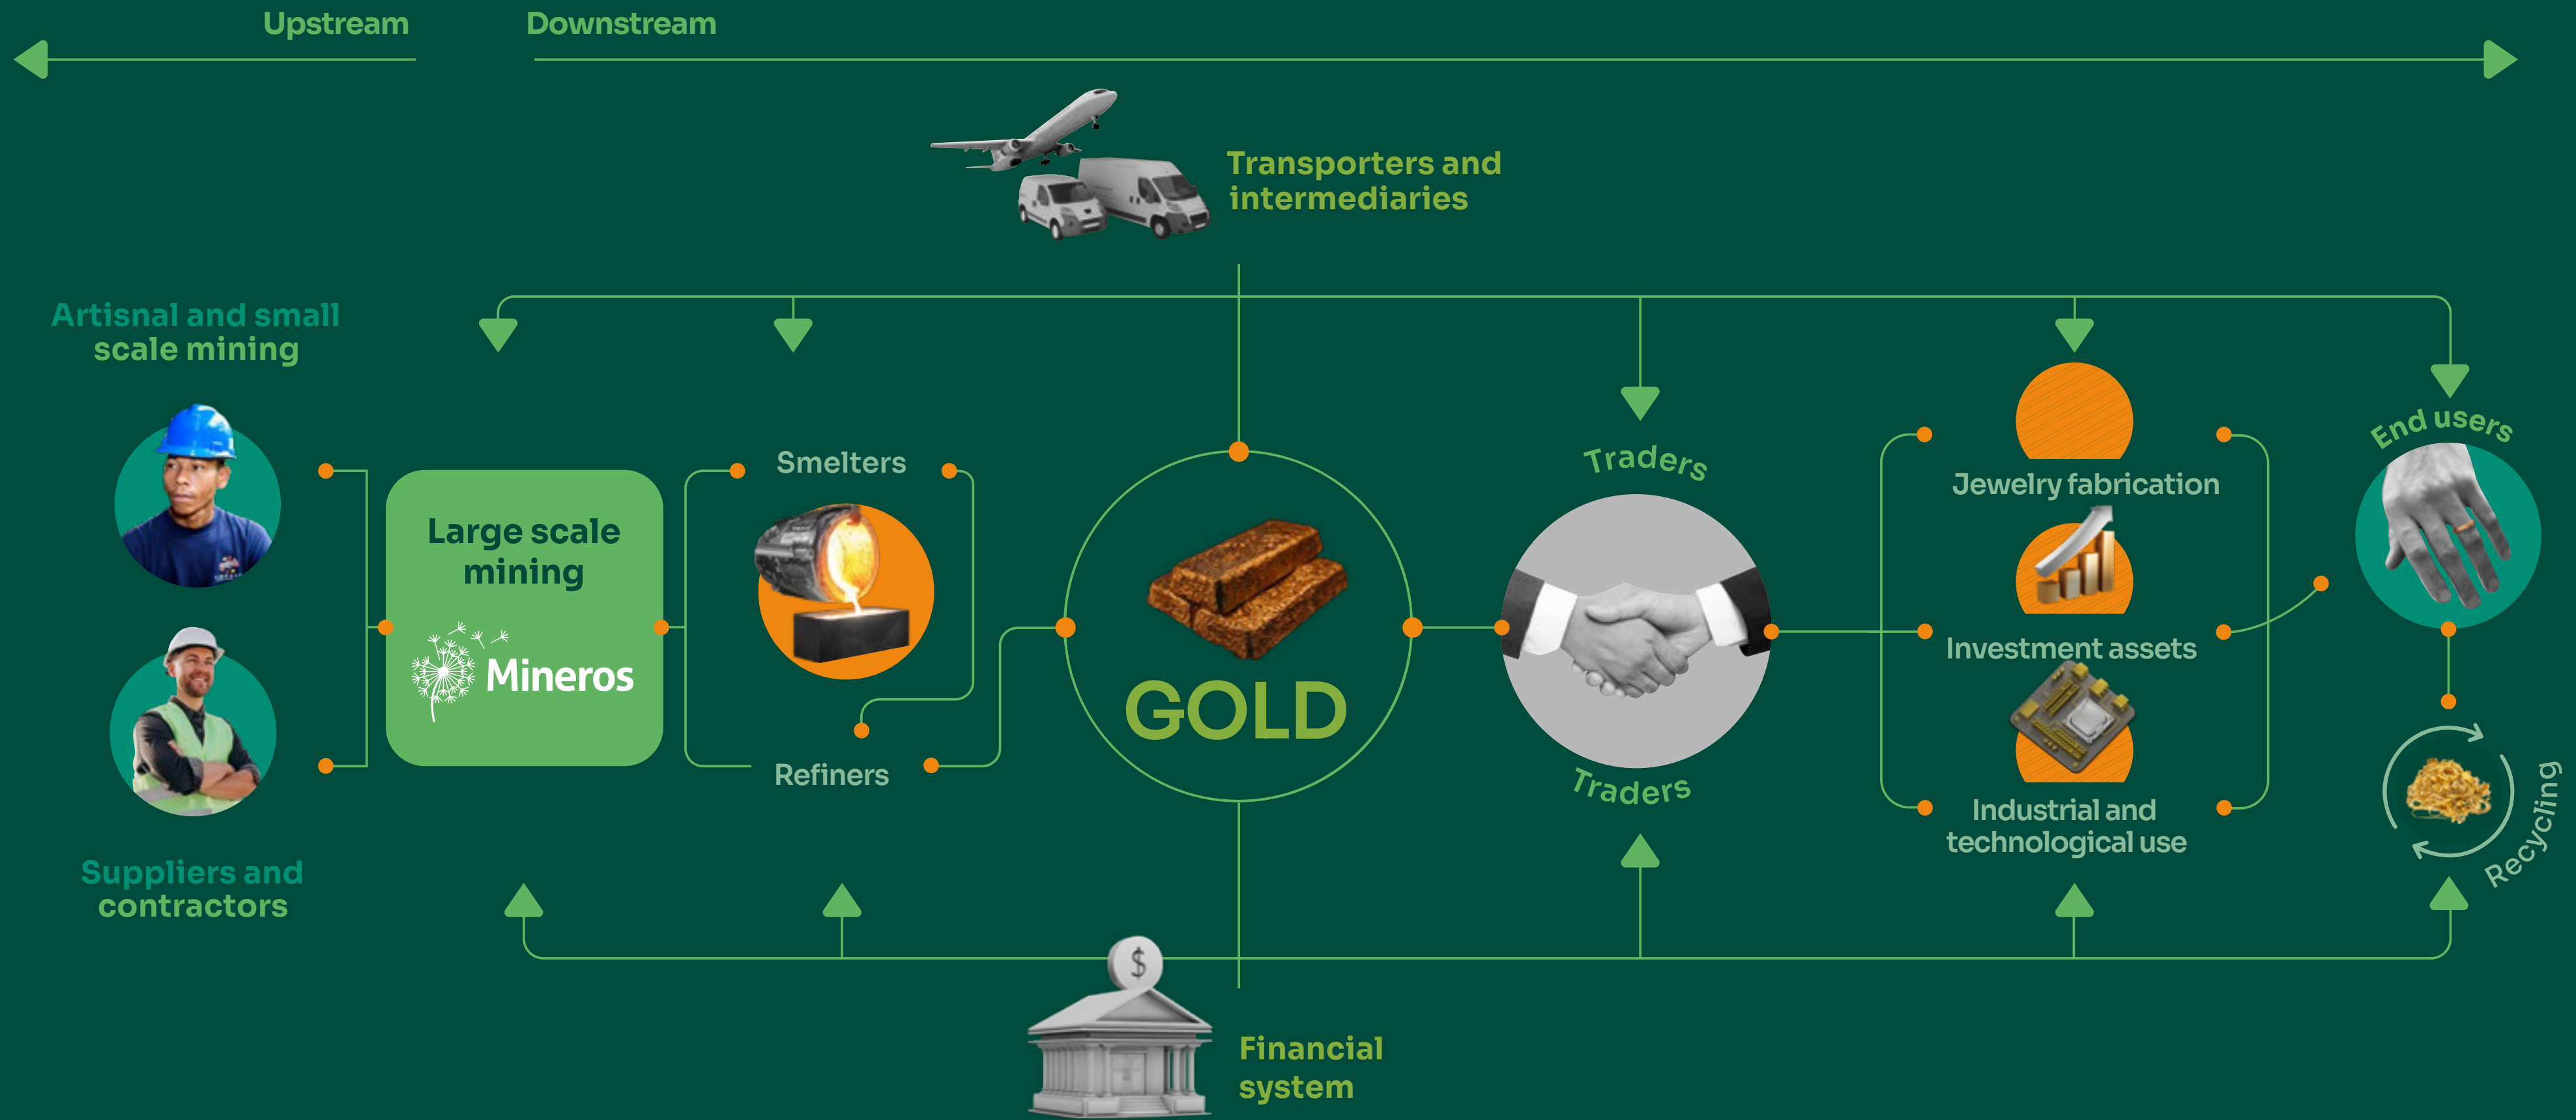 Upstream
Downstream
Transporters and
intermediaries
Artisnal and small
scale mining
Large scale
mining
Mineros
Suppliers and
contractors
Smelters
Refiners
GOLD
Traders
Traders
Jewelry fabrication
Investment assets
Industrial and
technological use
End users
Recycling
$
Financial
system